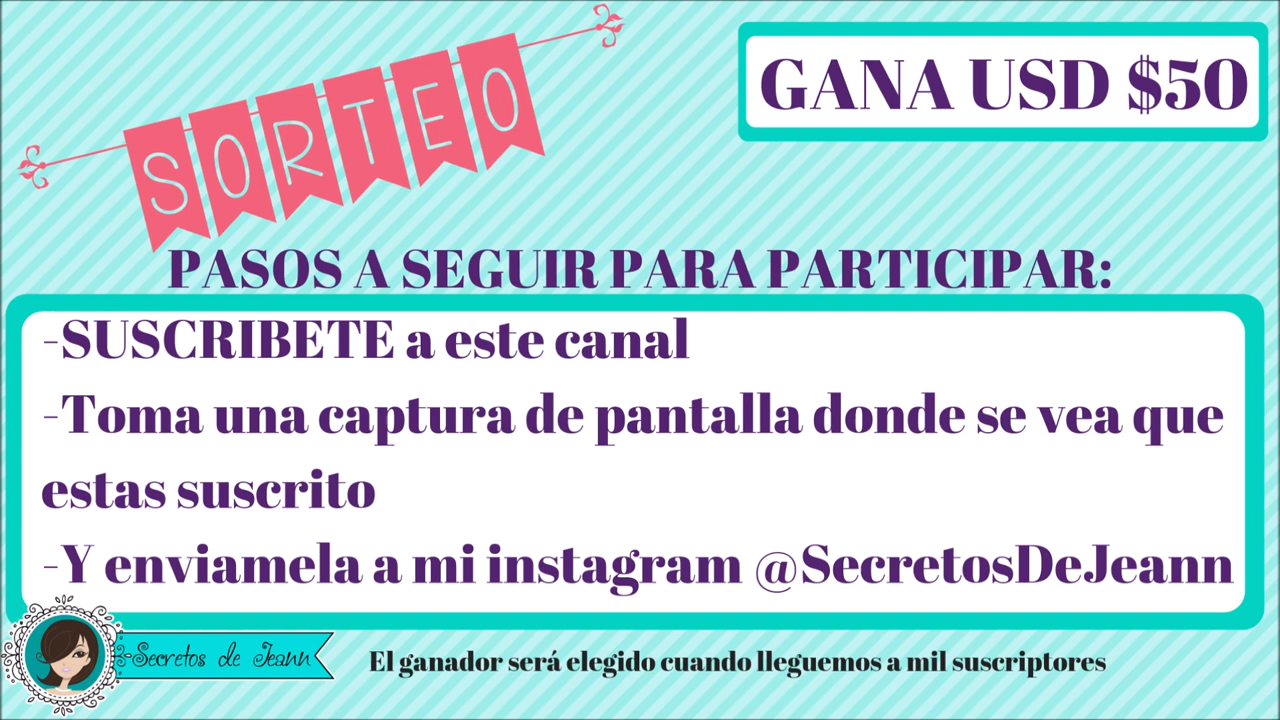 SORTEO
GANA USD $50
PASOS A SEGUIR PARA PARTICIPAR:
-SUSCRIBETE a este canal
-Toma una captura de pantalla donde se vea que
estas suscrito
-Y enviamela a mi instagram @SecretosDeJeann
-Secretos de Jeann
El ganador será elegido cuando lleguemos a mil suscriptores